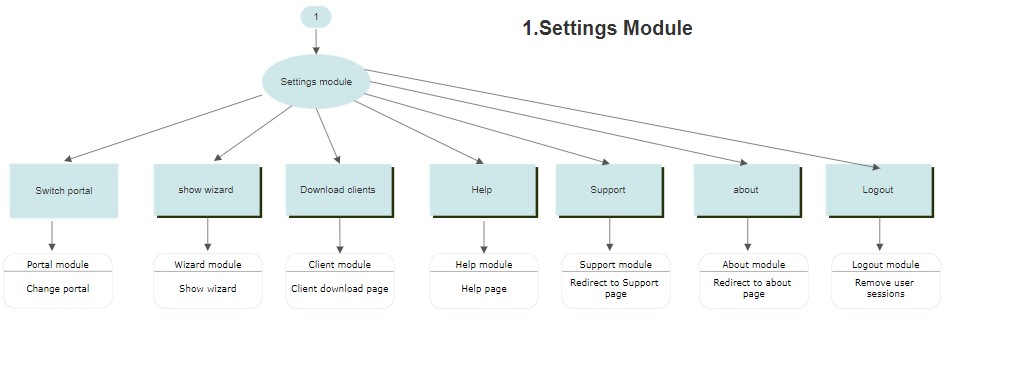 1
1.Settings Module
Settings module
Switch portal
show wizard
Download clients
Help
Support
about
Logout
Portal module
Change portal
Wizard module
Show wizard
Client module
Client download page
Help module
Help page
Support module
Redirect to Support
page
About module
Redirect to about
page
Logout module
Remove user
sessions